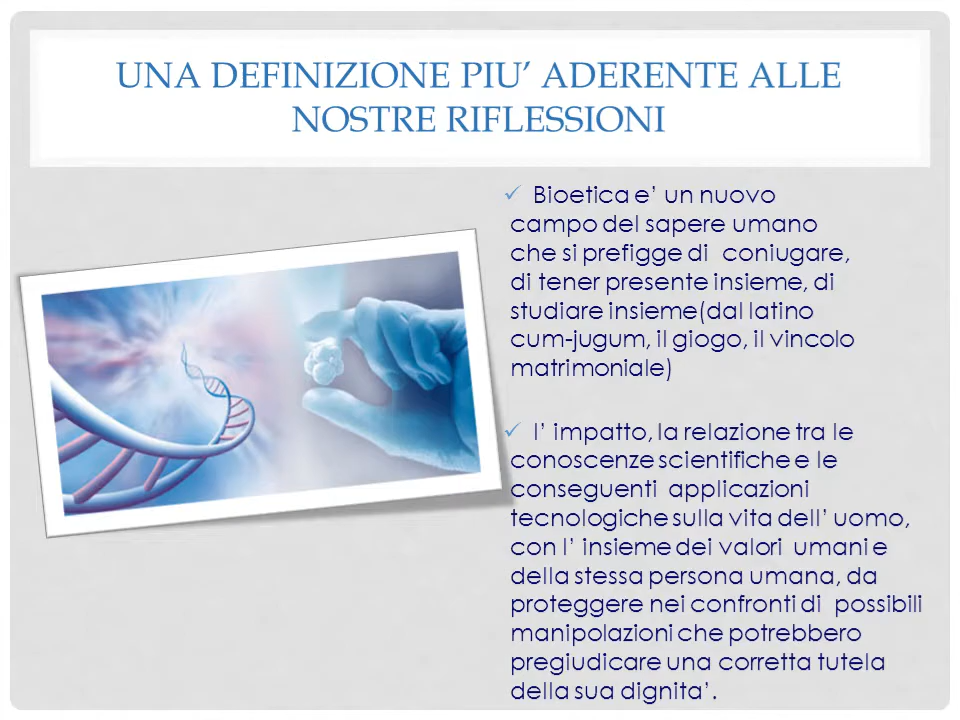 UNA DEFINIZIONE PIU’ ADERENTE ALLE
NOSTRE RIFLESSIONI
✓ Bioetica e’ un nuovo
campo del sapere umano
che si prefigge di coniugare,
di tener presente insieme, di
studiare insieme(dal latino
cum-jugum, il giogo, il vincolo
matrimoniale)
✓ l’ impatto, la relazione tra le
conoscenze scientifiche e le
conseguenti applicazioni
tecnologiche sulla vita dell’ uomo,
con l’ insieme dei valori umani e
della stessa persona umana, da
proteggere nei confronti di possibili
manipolazioni che potrebbero
pregiudicare una corretta tutela
della sua dignita’.